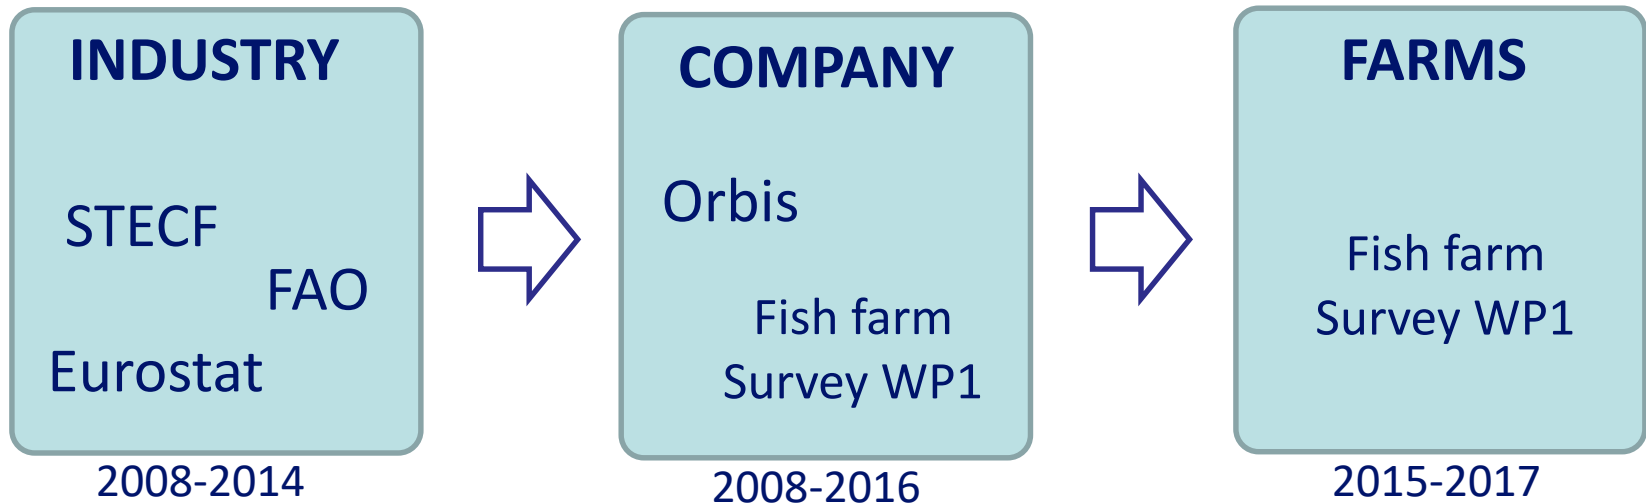 INDUSTRY
STECF
FAO
Eurostat
2008-2014
COMPANY
Orbis
Fish farm
Survey WP1
2008-2016
FARMS
Fish farm
Survey WP1
2015-2017